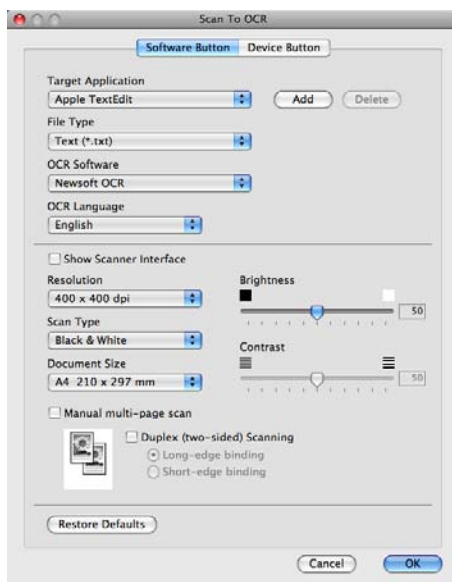 Scan To OCR
Software Button Device Button
Target Application
Apple TextEdit Add Delete
File Type
Text (*.txt)
OCR Software
Newsoft OCR
OCR Language
English
Show Scanner Interface
Resolution Brightness
400 x 400 dpi 50
Scan Type
Black & White Contrast
Document Size
A4 210 x 297 mm 50
Manual multi-page scan
Duplex (two-sided) Scanning
Long-edge binding
Short-edge binding
Restore Defaults
Cancel OK